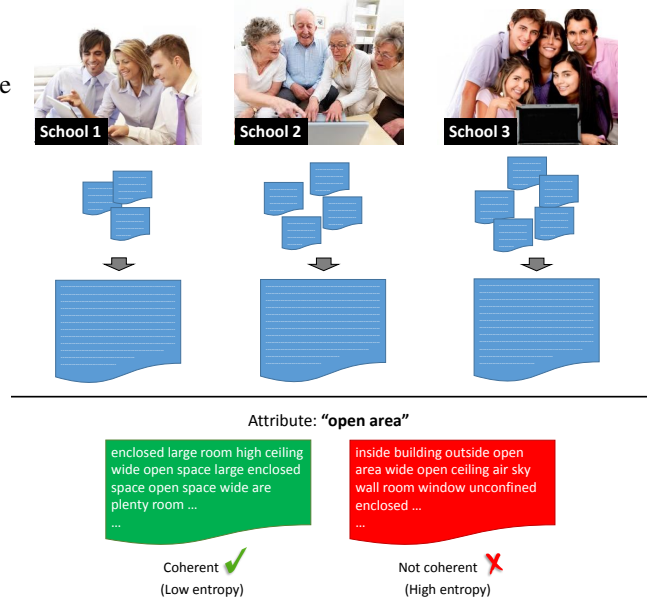 e
School 1
School 2
School 3
Attribute: "open area"
enclosed large room high ceiling
wide open space large enclosed
space open space wide are
plenty room ...
...
inside building outside open
area wide open ceiling air sky
wall room window unconfined
enclosed ...
...
Coherent ✓
(Low entropy)
Not coherent ✗
(High entropy)